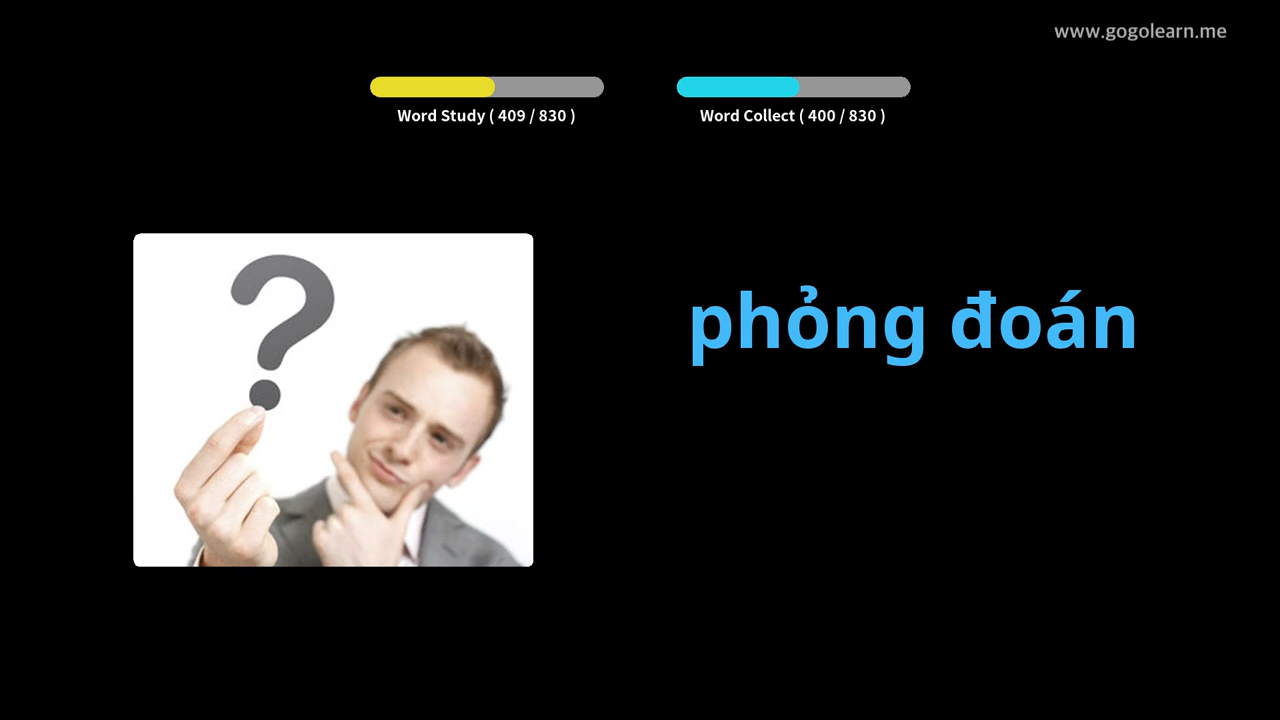 www.gogolearn.me
Word Study ( 409 / 830 )
Word Collect ( 400 / 830 )
?
phỏng đoán